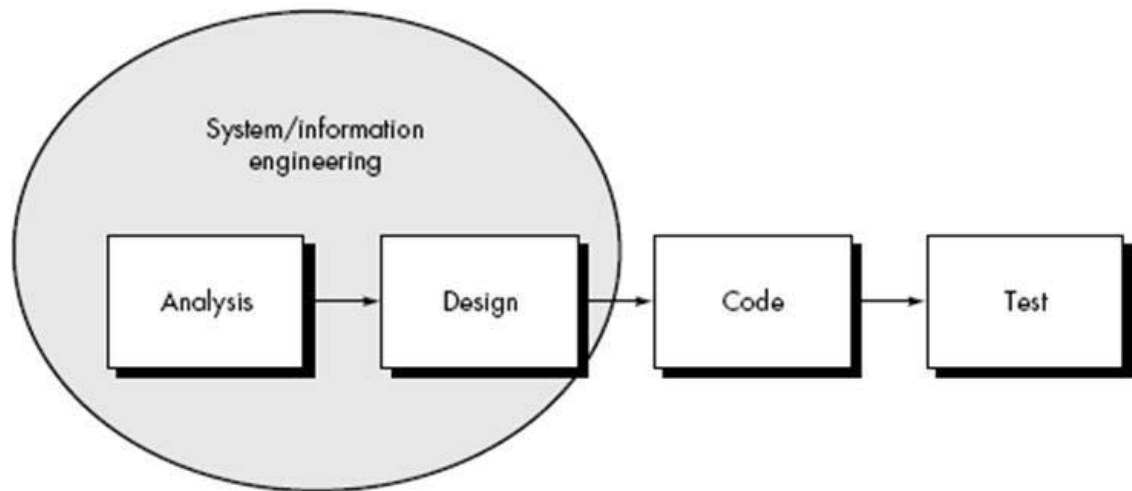 System/information
engineering
Analysis
Design
Code
Test